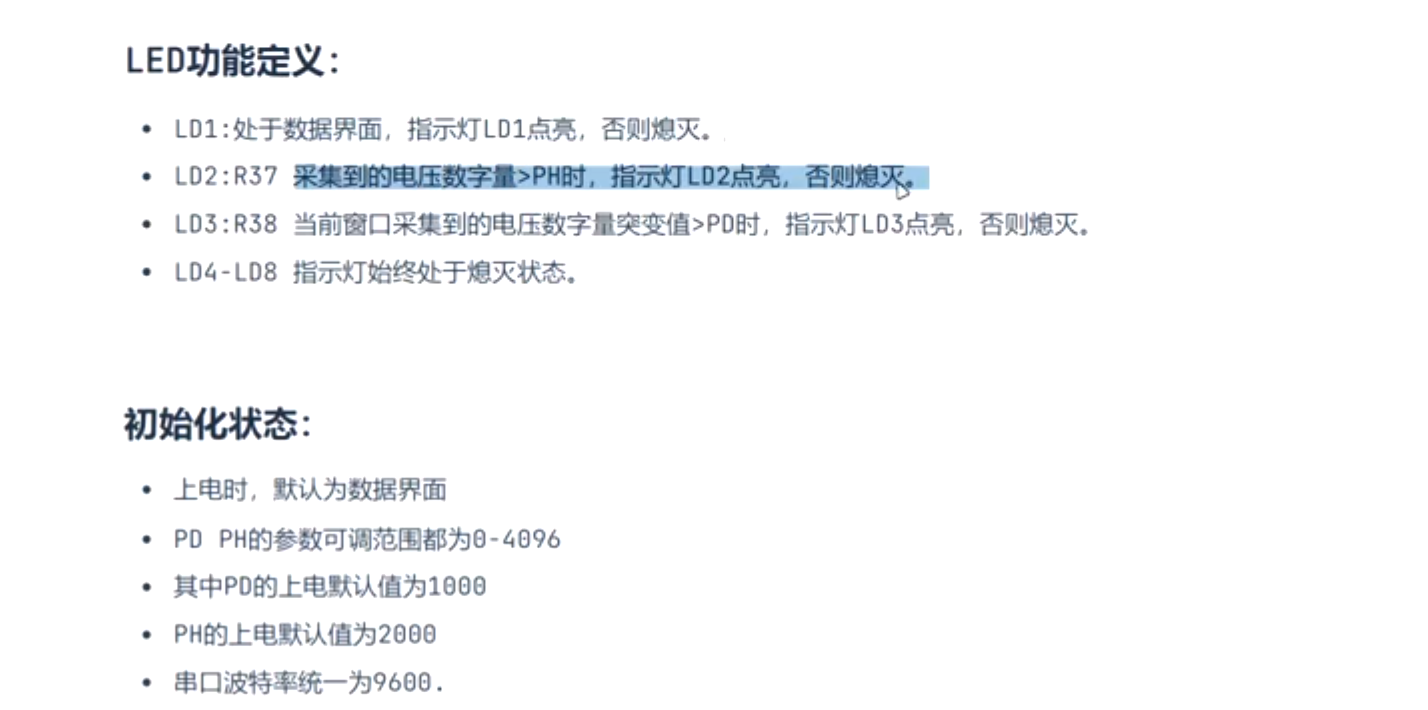 LED功能定义:
• LD1:处于数据界面，指示灯LD1点亮，否则熄灭。
• LD2:R37 采集到的电压数字量>PH时，指示灯LD2点亮，否则熄灭。
• LD3:R38 当前窗口采集到的电压数字量突变值>PD时，指示灯LD3点亮，否则熄灭。
• LD4-LD8 指示灯始终处于熄灭状态。
初始化状态:
• 上电时，默认为数据界面
• PD PH的参数可调范围都为0-4096
• 其中PD的上电默认值为1000
• PH的上电默认值为2000
• 串口波特率统一为9600.